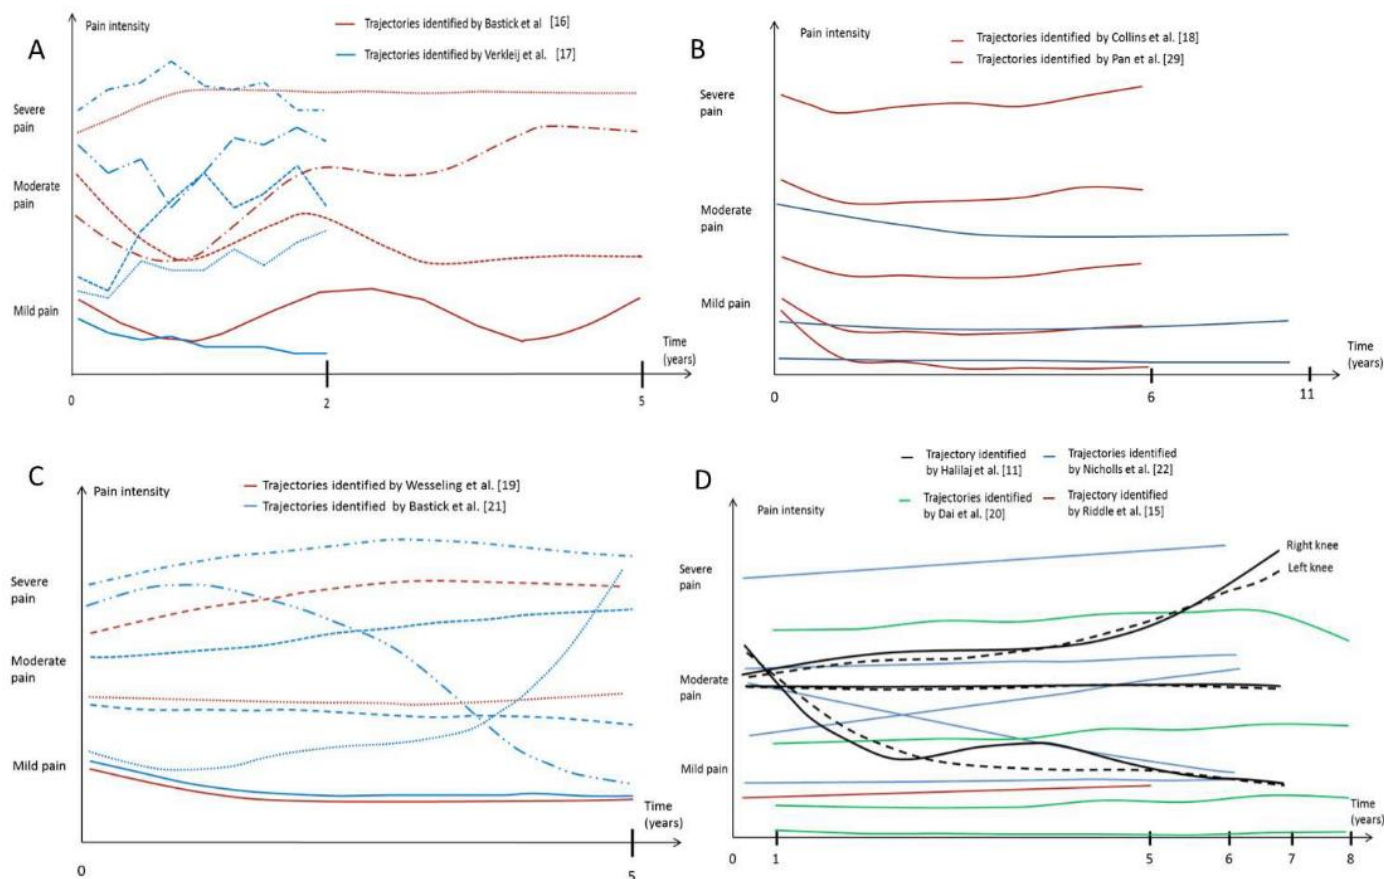 A
Pain intensity
Trajectories identified by Bastick et al [16]
Trajectories identified by Verkleij et al. [17]
Severe
pain
Moderate
pain
Mild pain
Time
(years)
0
2
5
B
Pain intensity
Trajectories identified by Collins et al. [18]
Trajectories identified by Pan et al. [29]
Severe
pain
Moderate
pain
Mild pain
Time
(years)
0
6
11
C
Pain intensity
Trajectories identified by Wesseling et al. [19]
Trajectories identified by Bastick et al. [21]
Severe
pain
Moderate
pain
Mild pain
Time
(years)
0
5
D
Pain intensity
Trajectory identified
by Halilaj et al. [11]
Trajectories identified
by Nicholls et al. [22]
Trajectories identified
by Dai et al. [20]
Trajectory identified
by Riddle et al. [15]
Right knee
Left knee
Severe
pain
Moderate
pain
Mild pain
Time
(years)
0
1
5
6
7
8